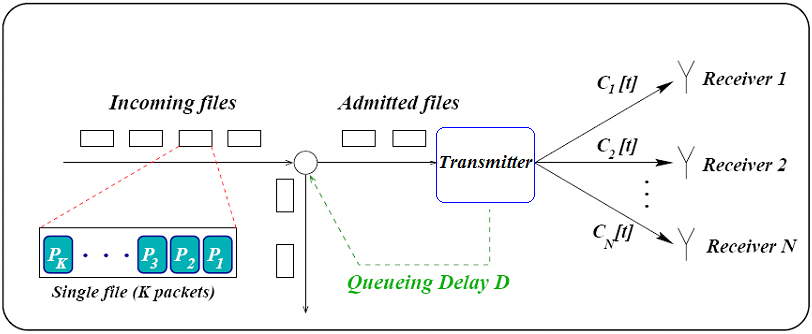 Incoming files
Admitted files
Transmitter
C1 [t]
C2 [t]
CN [t]
Receiver 1
Receiver 2
Receiver N
PK . . . P3 P2 P1
Single file (K packets)
Queueing Delay D